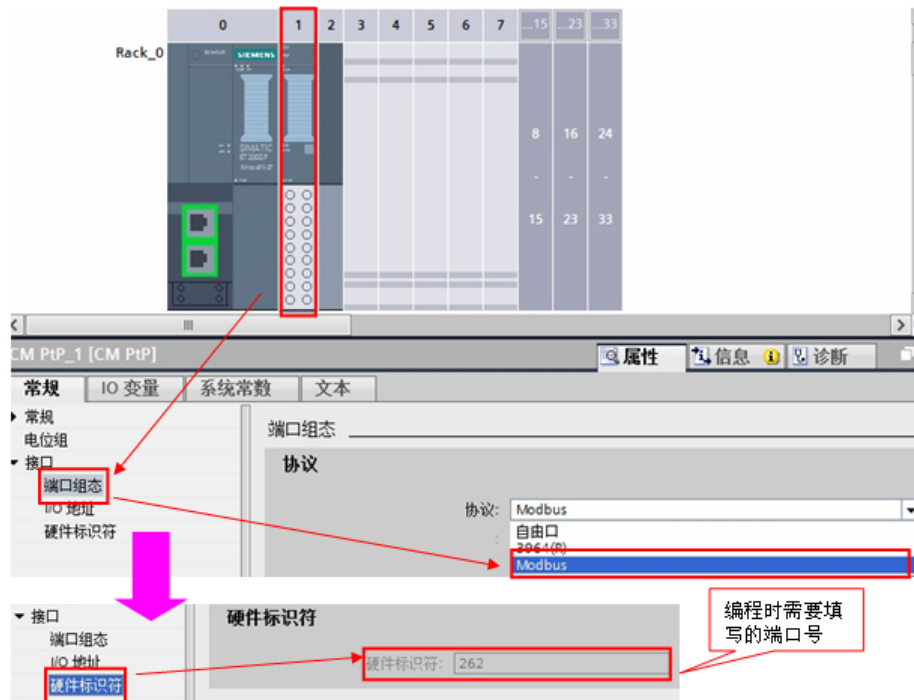 0 1 2 3 4 5 6 7 ...15 ...23 ...33
Rack_0
SIEMENS
SIMATIC
ET 200SP
8 16 24
- - -
15 23 33
CM PtP_1 [CM PtP]
属性 信息 诊断
常规 IO 变量 系统常数 文本
常规
电位组
接口
端口组态
I/O 地址
硬件标识符
端口组态
协议
协议: Modbus
自由口
3964(R)
Modbus
接口
端口组态
I/O 地址
硬件标识符
硬件标识符
硬件标识符: 262
编程时需要填
写的端口号